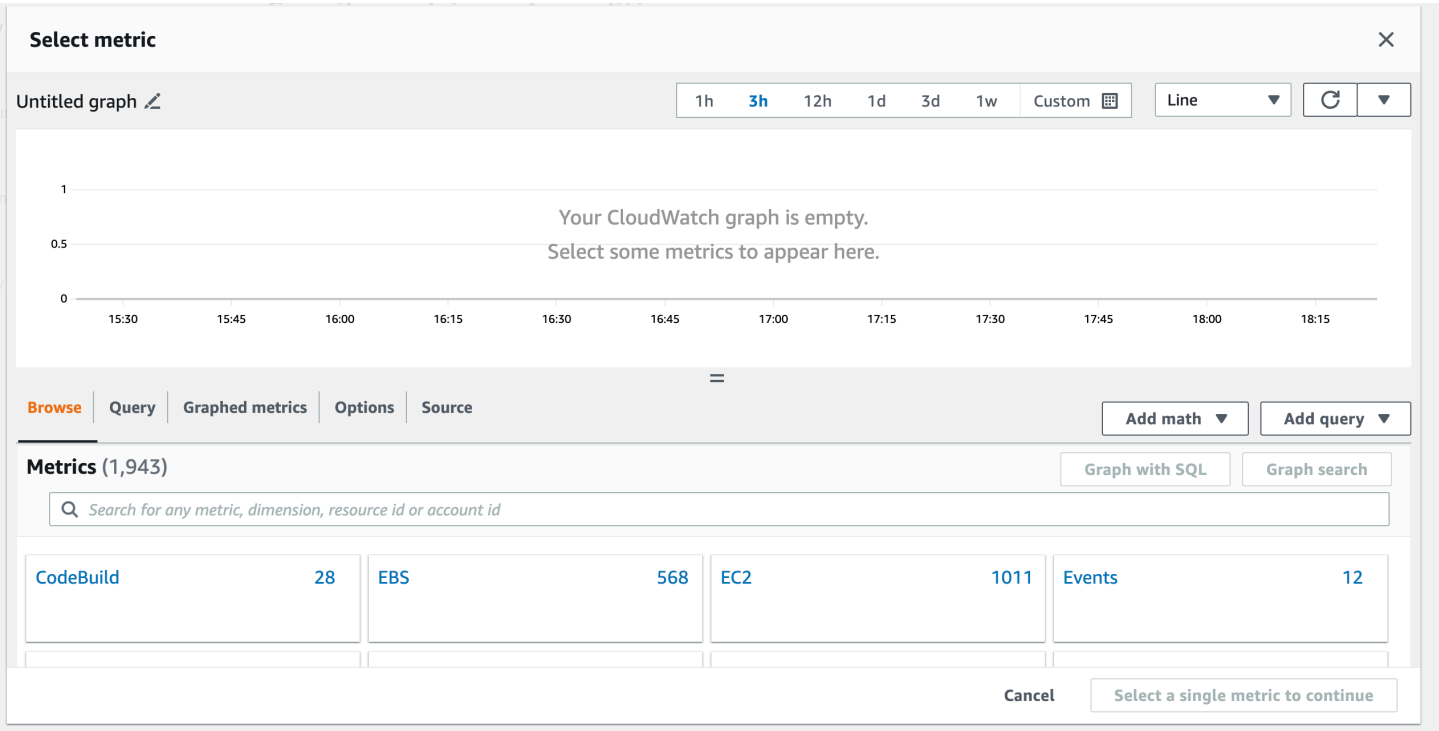 Select metric
Untitled graph
1h 3h 12h 1d 3d 1w Custom Line
1
Your CloudWatch graph is empty.
0.5
Select some metrics to appear here.
0
15:30 15:45 16:00 16:15 16:30 16:45 17:00 17:15 17:30 17:45 18:00 18:15
Browse Query Graphed metrics Options Source
Add math Add query
Metrics (1,943)
Graph with SQL Graph search
Search for any metric, dimension, resource id or account id
CodeBuild 28 EBS 568 EC2 1011 Events 12
Cancel Select a single metric to continue